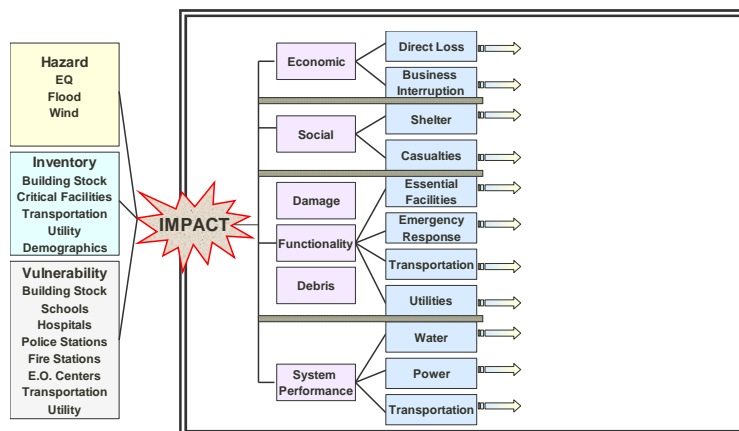 Hazard
EQ
Flood
Wind
Inventory
Building Stock
Critical Facilities
Transportation
Utility
Demographics
Vulnerability
Building Stock
Schools
Hospitals
Police Stations
Fire Stations
E.O. Centers
Transportation
Utility
IMPACT
Economic
Direct Loss
Business
Interruption
Social
Shelter
Casualties
Damage
Functionality
Debris
Essential
Facilities
Emergency
Response
Transportation
Utilities
System
Performance
Water
Power
Transportation